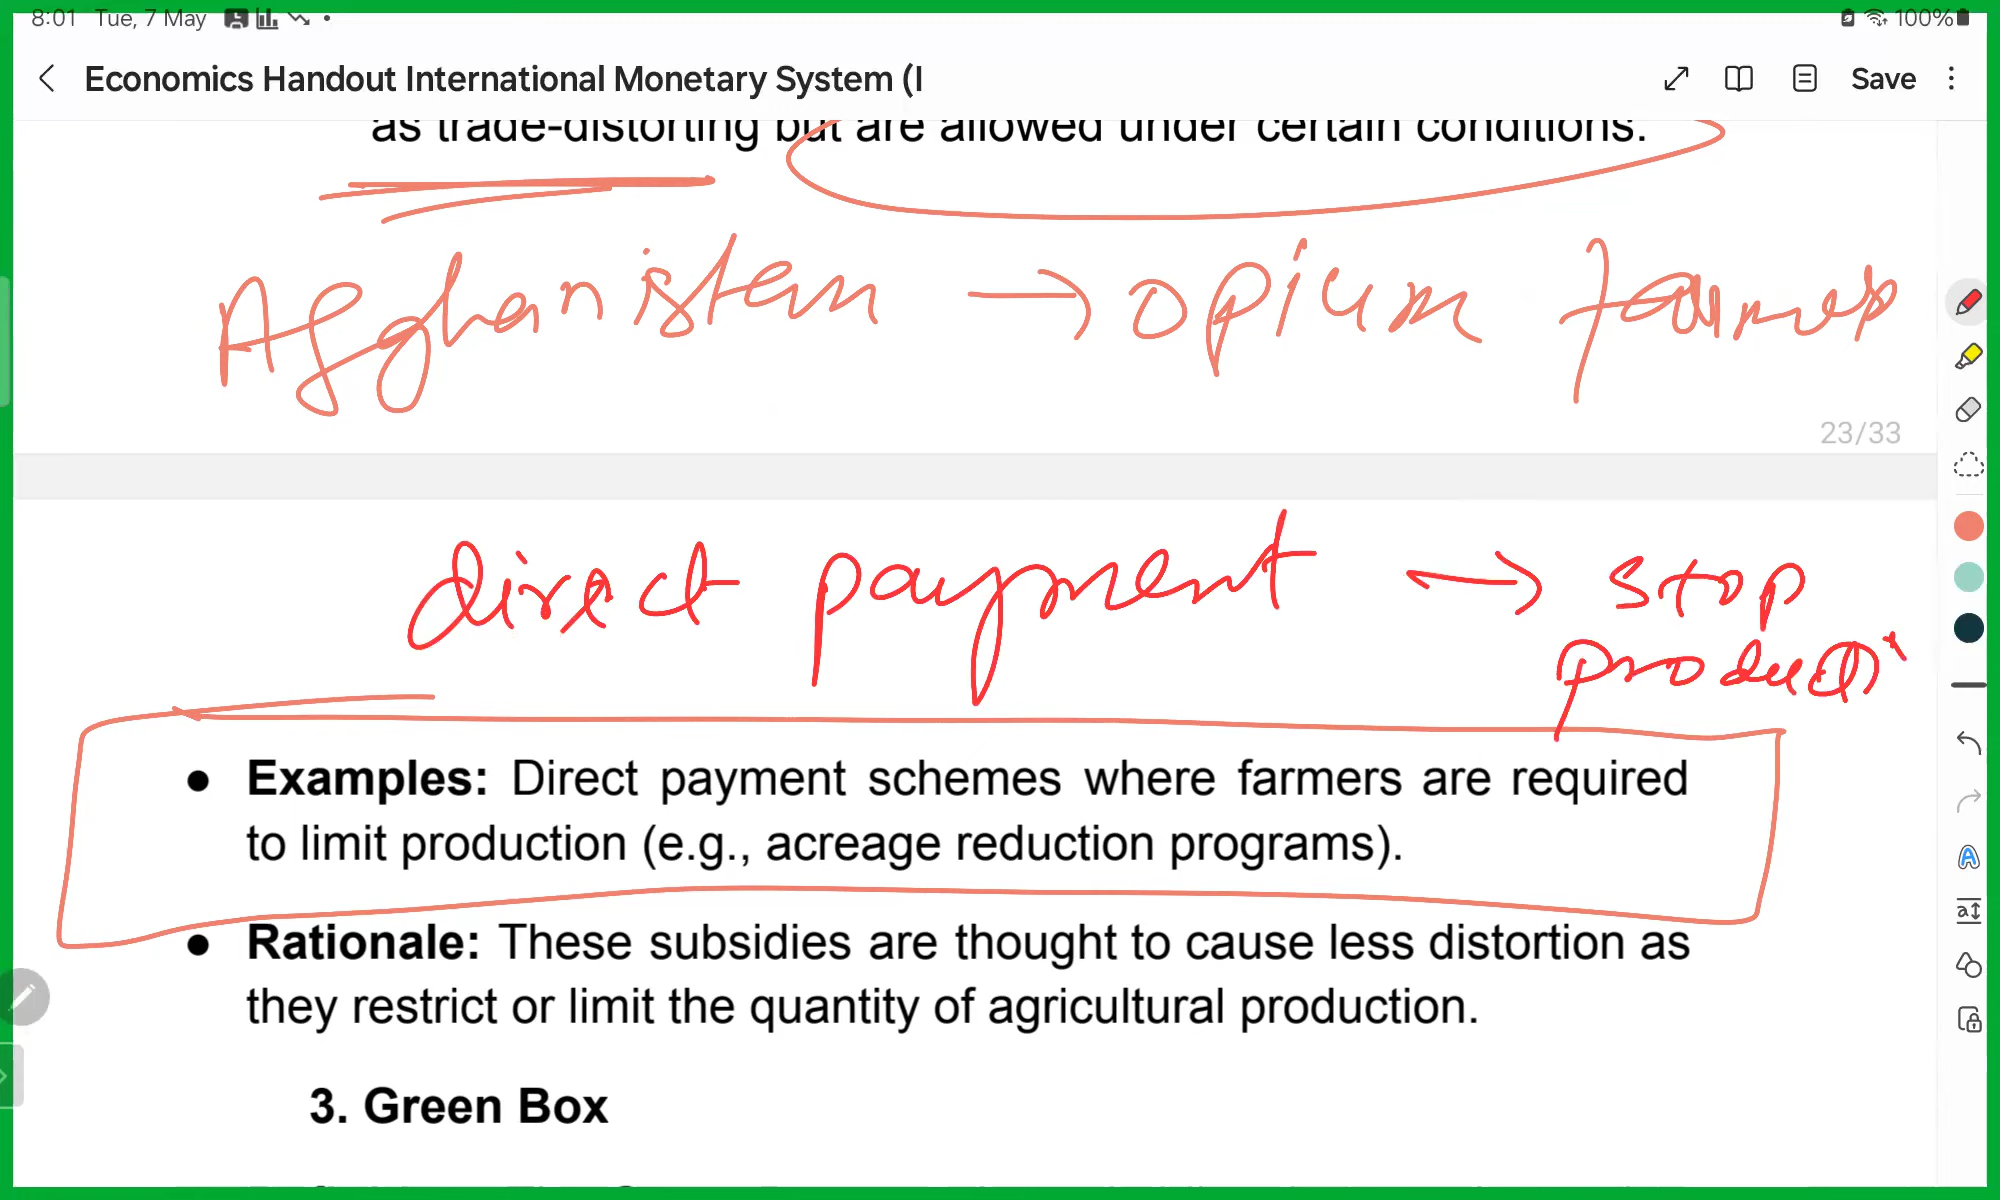 8:01 Tue, 7 May 100%
Economics Handout International Monetary System (I
Save
as trade-distorting but are allowed under certain conditions.
Afghanistan → opium farmers
23/33
direct payment → stop
producti
● Examples: Direct payment schemes where farmers are required
to limit production (e.g., acreage reduction programs).
● Rationale: These subsidies are thought to cause less distortion as
they restrict or limit the quantity of agricultural production.
3. Green Box